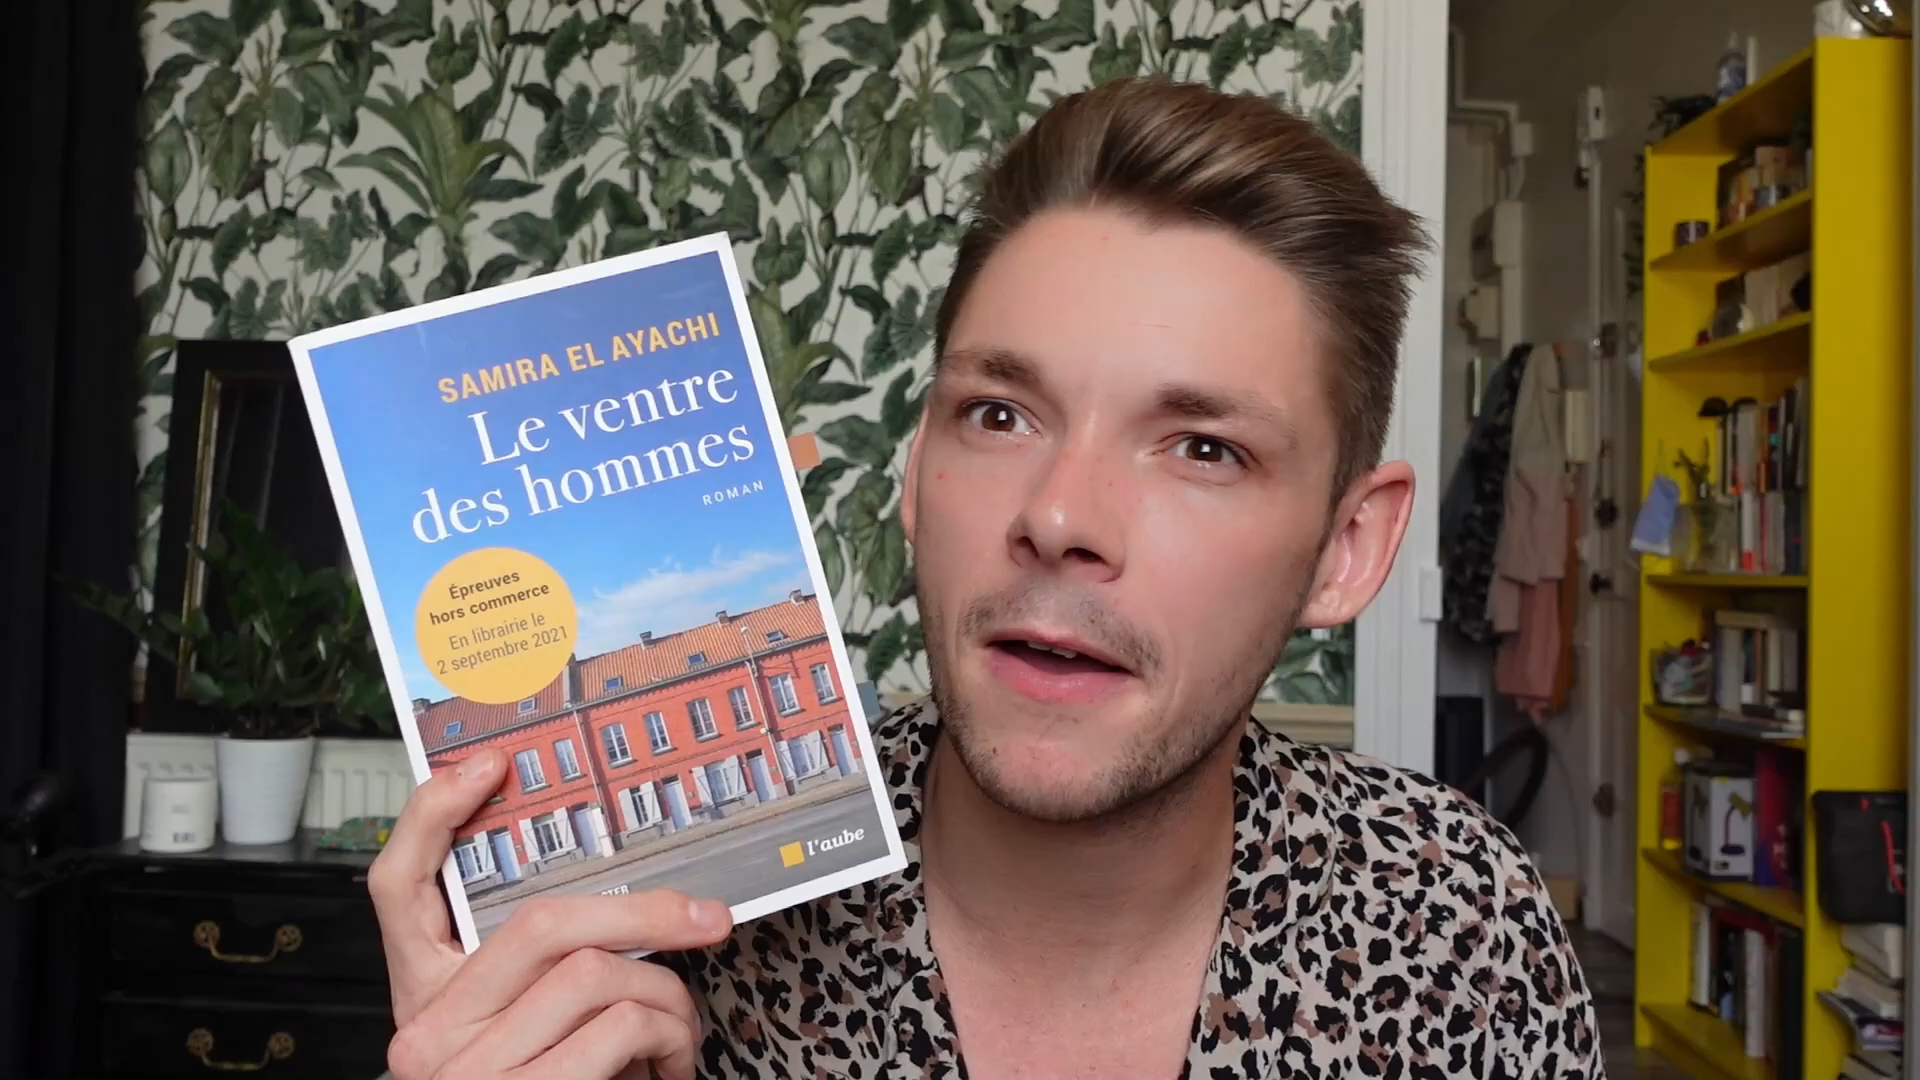 SAMIRA EL AYACHI
Le ventre
des hommes
ROMAN
Épreuves
hors commerce
En librairie le
2 septembre 2021
l'aube